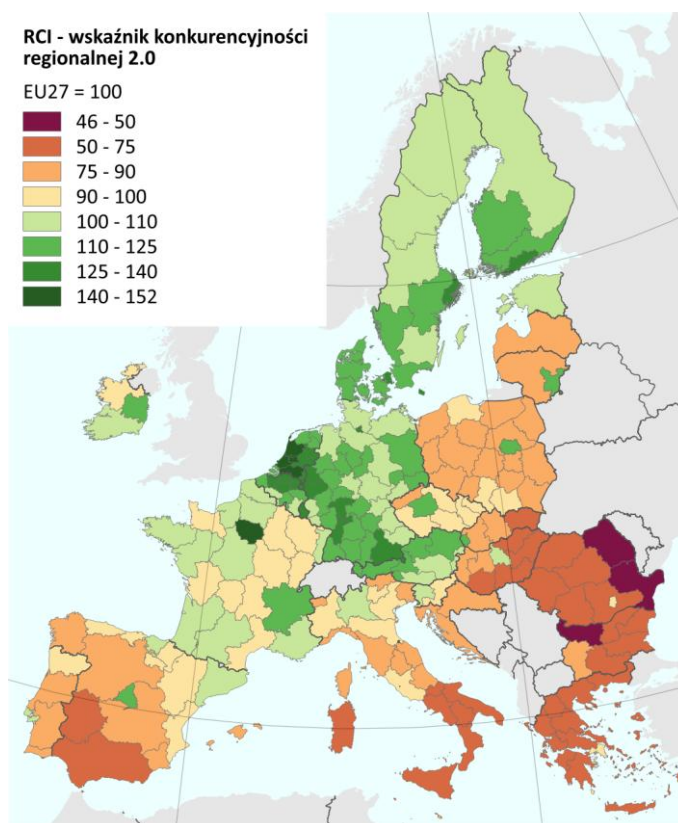 RCI - wskaźnik konkurencyjności
regionalnej 2.0
EU27 = 100
46 - 50
50 - 75
75 - 90
90 - 100
100 - 110
110 - 125
125 - 140
140 - 152